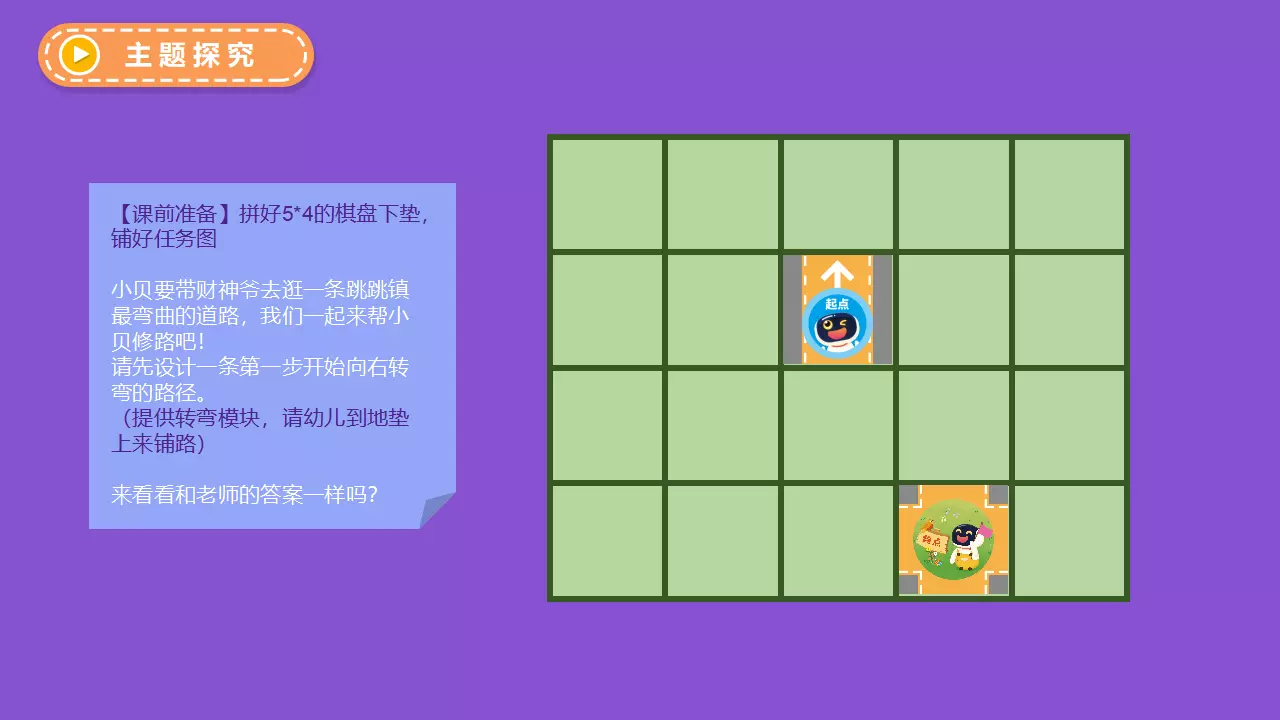 主题探究
【课前准备】拼好5*4的棋盘下垫，
铺好任务图
小贝要带财神爷去逛一条跳跳镇
最弯曲的道路，我们一起来帮小
贝修路吧！
请先设计一条第一步开始向右转
弯的路径。
（提供转弯模块，请幼儿到地垫
上来铺路）
来看看和老师的答案一样吗？
起点
终点